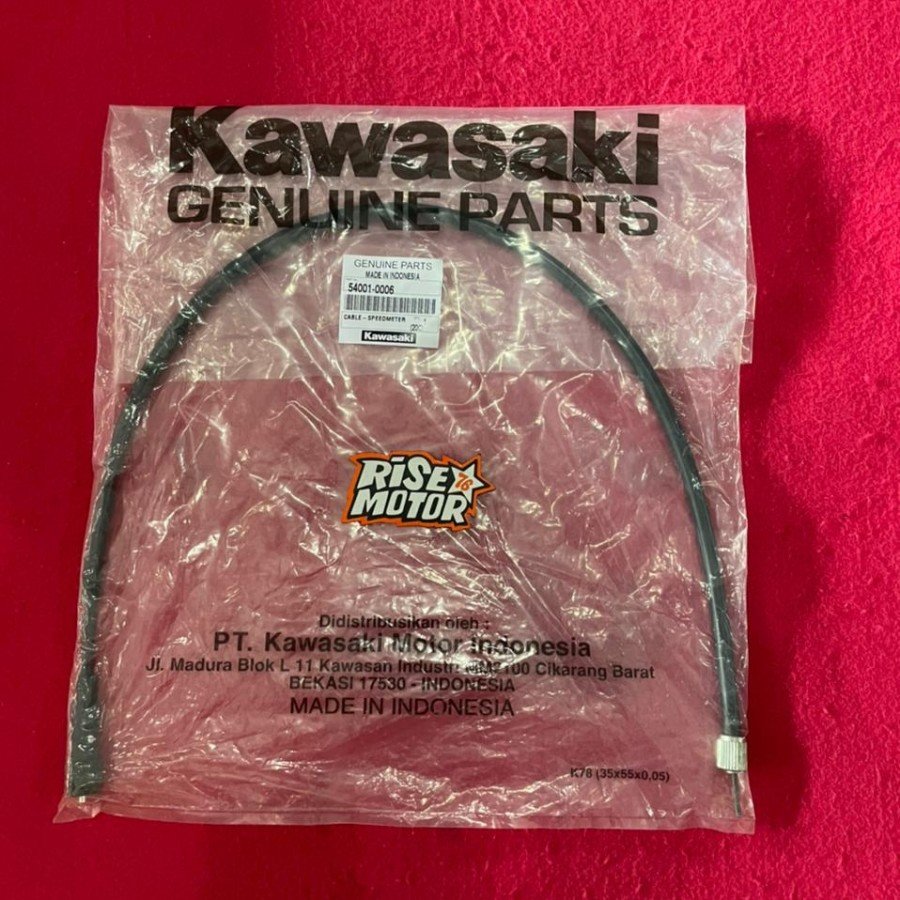 Kawasaki
GENUINE PARTS
GENUINE PARTS
MADE IN INDONESIA
54001-0006
CABLE-SPEEDMETER
Kawasaki
RiSE 76
MOTOR
Didistribusikan oleh :
PT. Kawasaki Motor Indonesia
Jl. Madura Blok L 11 Kawasan Industri MM2100 Cikarang Barat
BEKASI 17530 - INDONESIA
MADE IN INDONESIA
K78 (35x55x0,05)